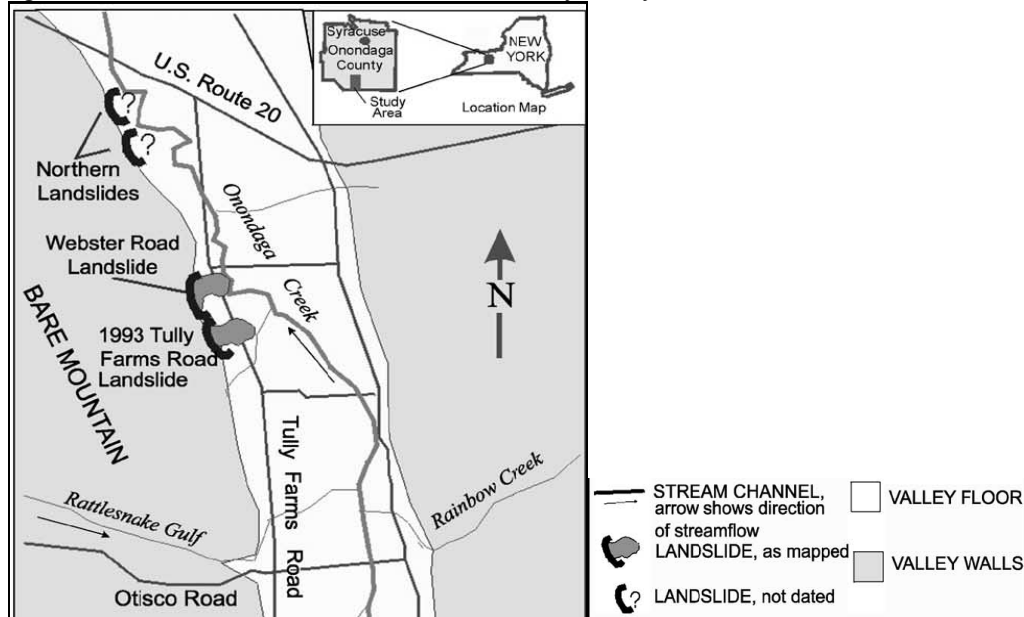 Syracuse
Onondaga
County
Study
Area
NEW
YORK
Location Map
U.S. Route 20
?
?
Northern
Landslides
Onondaga
Creek
Webster Road
Landslide
N
BARE MOUNTAIN
1993 Tully
Farms Road
Landslide
Tully Farms Road
Rattlesnake Gulf
Rainbow Creek
Otisco Road
STREAM CHANNEL,
arrow shows direction
of streamflow
LANDSLIDE, as mapped
?
LANDSLIDE, not dated
VALLEY FLOOR
VALLEY WALLS